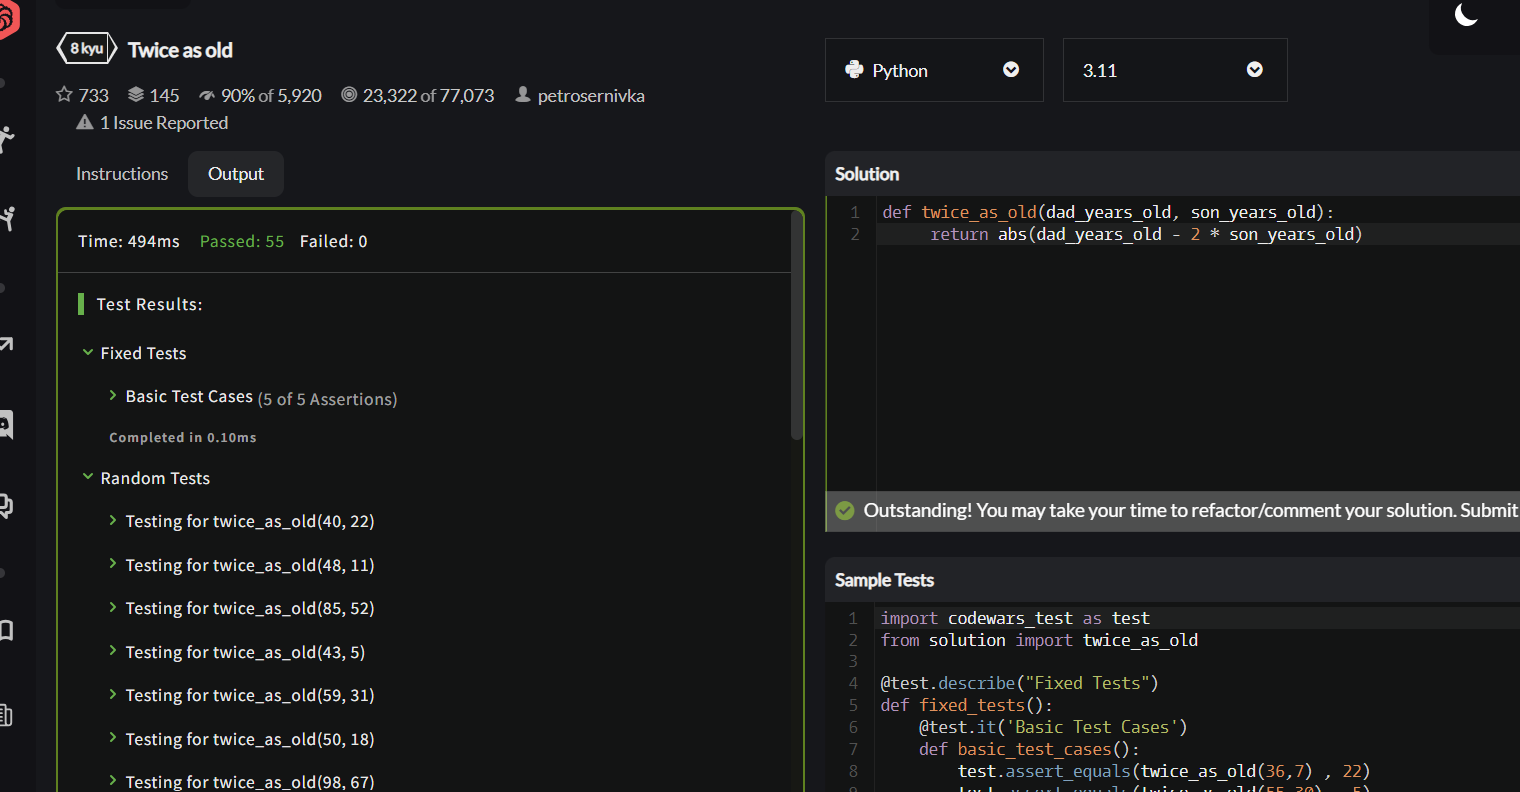 8 kyu Twice as old
733 145 90% of 5,920 23,322 of 77,073 petrosernivka
1 Issue Reported
Instructions Output
Time: 494ms Passed: 55 Failed: 0
Test Results:
Fixed Tests
Basic Test Cases (5 of 5 Assertions)
Completed in 0.10ms
Random Tests
Testing for twice_as_old(40, 22)
Testing for twice_as_old(48, 11)
Testing for twice_as_old(85, 52)
Testing for twice_as_old(43, 5)
Testing for twice_as_old(59, 31)
Testing for twice_as_old(50, 18)
Testing for twice_as_old(98, 67)
Python 3.11
Solution
1 def twice_as_old(dad_years_old, son_years_old):
2 return abs(dad_years_old - 2 * son_years_old)
Outstanding! You may take your time to refactor/comment your solution. Submit
Sample Tests
1 import codewars_test as test
2 from solution import twice_as_old
3
4 @test.describe("Fixed Tests")
5 def fixed_tests():
6 @test.it('Basic Test Cases')
7 def basic_test_cases():
8 test.assert_equals(twice_as_old(36,7) , 22)